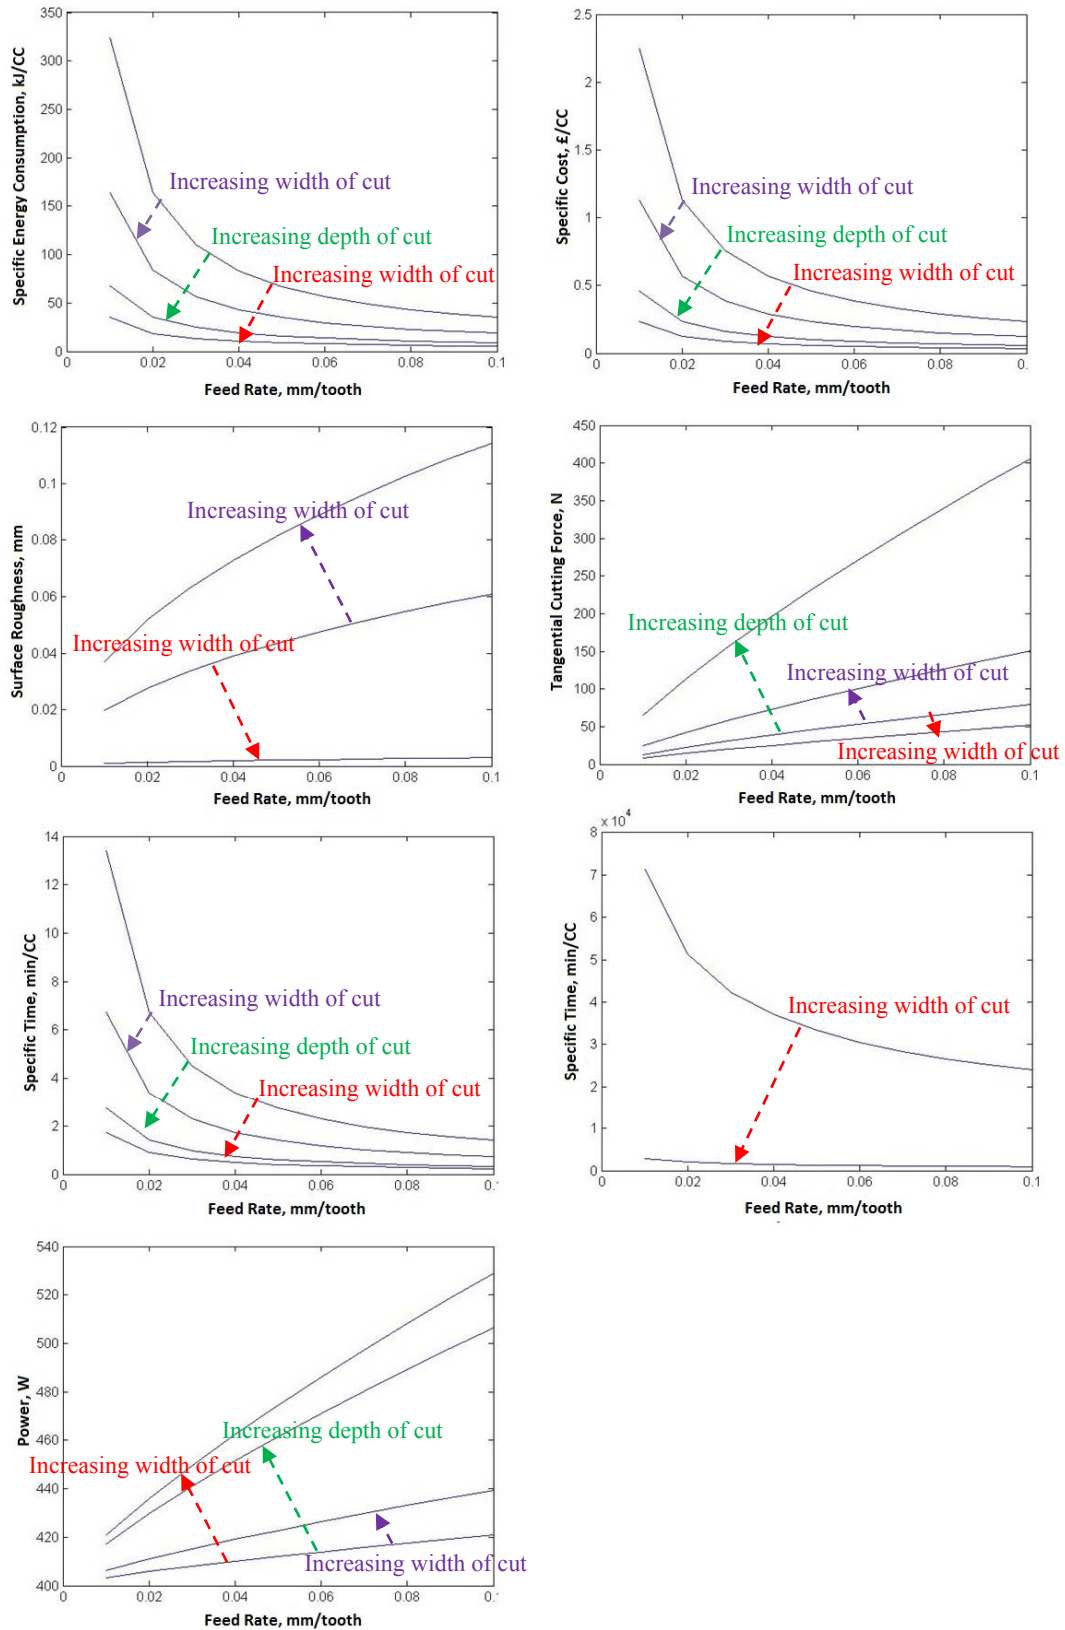 350
300
250
200
150
100
50
0
0
0.02
0.04
0.06
0.08
0.1
Specific Energy Consumption, kJ/CC
Feed Rate, mm/tooth
Increasing width of cut
Increasing depth of cut
Increasing width of cut
2.5
2
1.5
1
0.5
0
0
0.02
0.04
0.06
0.08
0.
Specific Cost, £/CC
Feed Rate, mm/tooth
Increasing width of cut
Increasing depth of cut
Increasing width of cut
0.12
0.1
0.08
0.06
0.04
0.02
0
0
0.02
0.04
0.06
0.08
0.1
Surface Roughness, mm
Feed Rate, mm/tooth
Increasing width of cut
Increasing width of cut
450
400
350
300
250
200
150
100
50
0
0
0.02
0.04
0.06
0.08
0.1
Tangential Cutting Force, N
Feed Rate, mm/tooth
Increasing depth of cut
Increasing width of cut
Increasing width of cut
14
12
10
8
6
4
2
0
0
0.02
0.04
0.06
0.08
0.
Specific Time, min/CC
Feed Rate, mm/tooth
Increasing width of cut
Increasing depth of cut
Increasing width of cut
x 10⁴
8
7
6
5
4
3
2
1
0
0
0.02
0.04
0.06
0.08
0.1
Specific Time, min/CC
Feed Rate, mm/tooth
Increasing width of cut
540
520
500
480
460
440
420
400
0
0.02
0.04
0.06
0.08
0.
Power, W
Feed Rate, mm/tooth
Increasing depth of cut
Increasing width of cut
Increasing width of cut